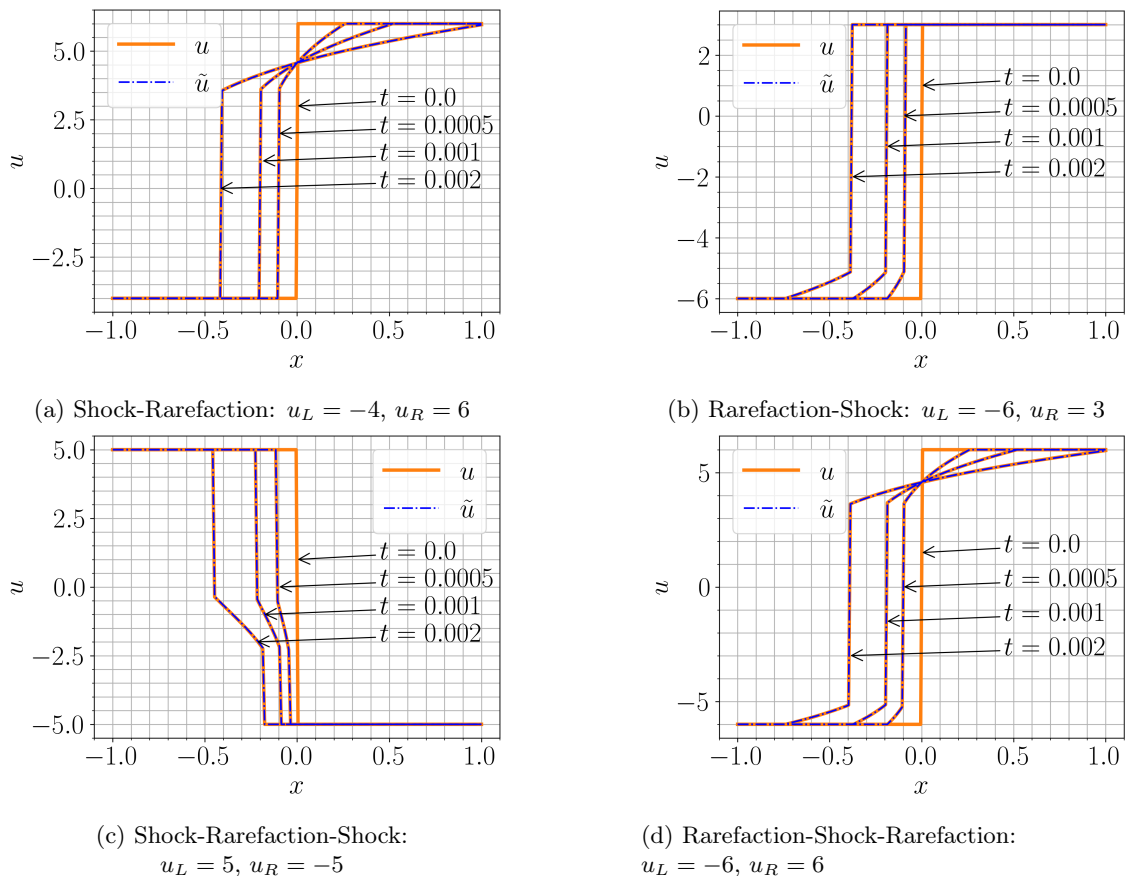 5.0
2.5
0.0
−2.5
u
u
ũ
t = 0.0
t = 0.0005
t = 0.001
t = 0.002
−1.0 −0.5 0.0 0.5 1.0
x
(a) Shock-Rarefaction: u_L = −4, u_R = 6
2
0
−2
−4
−6
u
u
ũ
t = 0.0
t = 0.0005
t = 0.001
t = 0.002
−1.0 −0.5 0.0 0.5 1.0
x
(b) Rarefaction-Shock: u_L = −6, u_R = 3
5.0
2.5
0.0
−2.5
−5.0
u
u
ũ
t = 0.0
t = 0.0005
t = 0.001
t = 0.002
−1.0 −0.5 0.0 0.5 1.0
x
(c) Shock-Rarefaction-Shock:
u_L = 5, u_R = −5
5
0
−5
u
u
ũ
t = 0.0
t = 0.0005
t = 0.001
t = 0.002
−1.0 −0.5 0.0 0.5 1.0
x
(d) Rarefaction-Shock-Rarefaction:
u_L = −6, u_R = 6